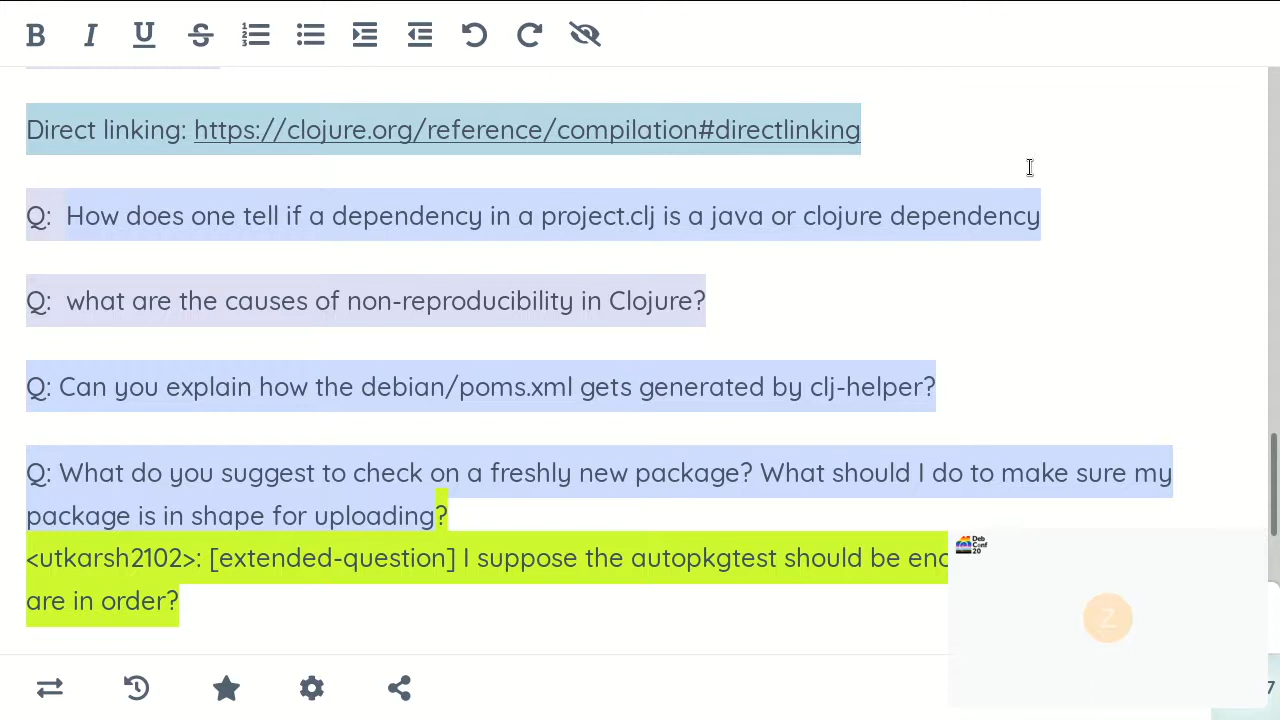 Direct linking: https://clojure.org/reference/compilation#directlinking
Q:  How does one tell if a dependency in a project.clj is a java or clojure dependency
Q:  what are the causes of non-reproducibility in Clojure?
Q: Can you explain how the debian/poms.xml gets generated by clj-helper?
Q: What do you suggest to check on a freshly new package? What should I do to make sure my
package is in shape for uploading?
<utkarsh2102>: [extended-question] I suppose the autopkgtest should be
are in order?
Deb
Conf
20
Z
7